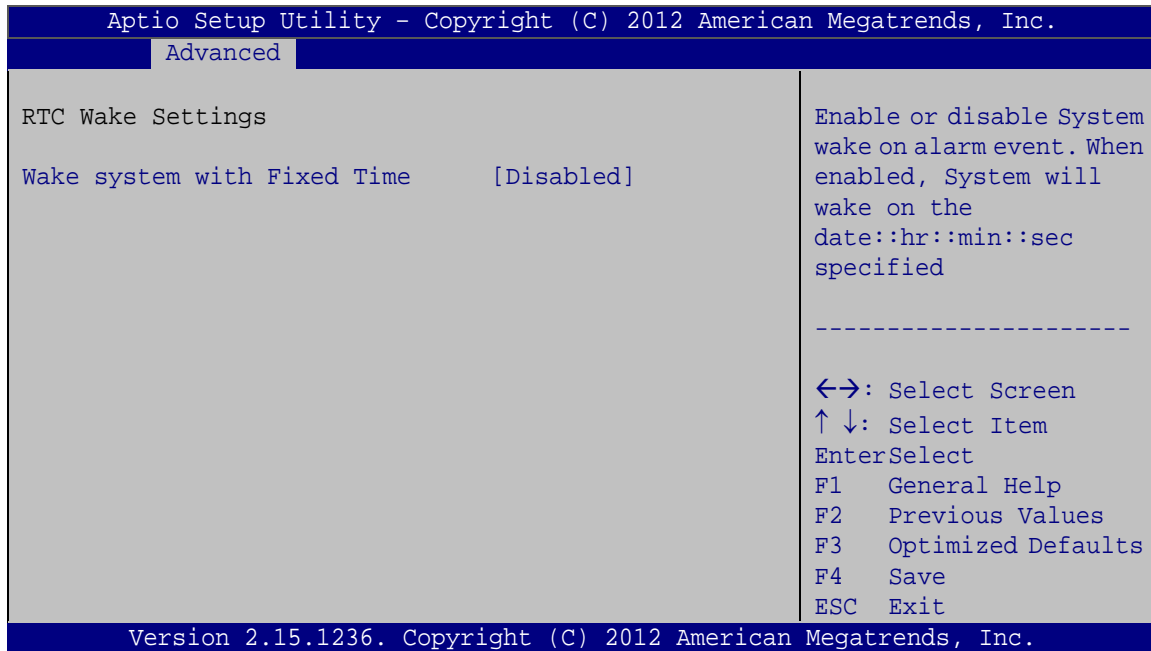 Aptio Setup Utility – Copyright (C) 2012 American Megatrends, Inc.
Advanced
RTC Wake Settings
Wake system with Fixed Time [Disabled]
Enable or disable System
wake on alarm event. When
enabled, System will
wake on the
date::hr::min::sec
specified
----------------------
←→: Select Screen
↑ ↓: Select Item
EnterSelect
F1 General Help
F2 Previous Values
F3 Optimized Defaults
F4 Save
ESC Exit
Version 2.15.1236. Copyright (C) 2012 American Megatrends, Inc.